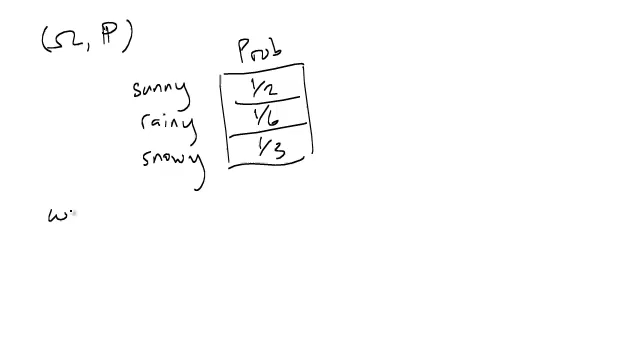 (Ω, ℙ)
Prob
sunny 1/2
rainy 1/6
snowy 1/3